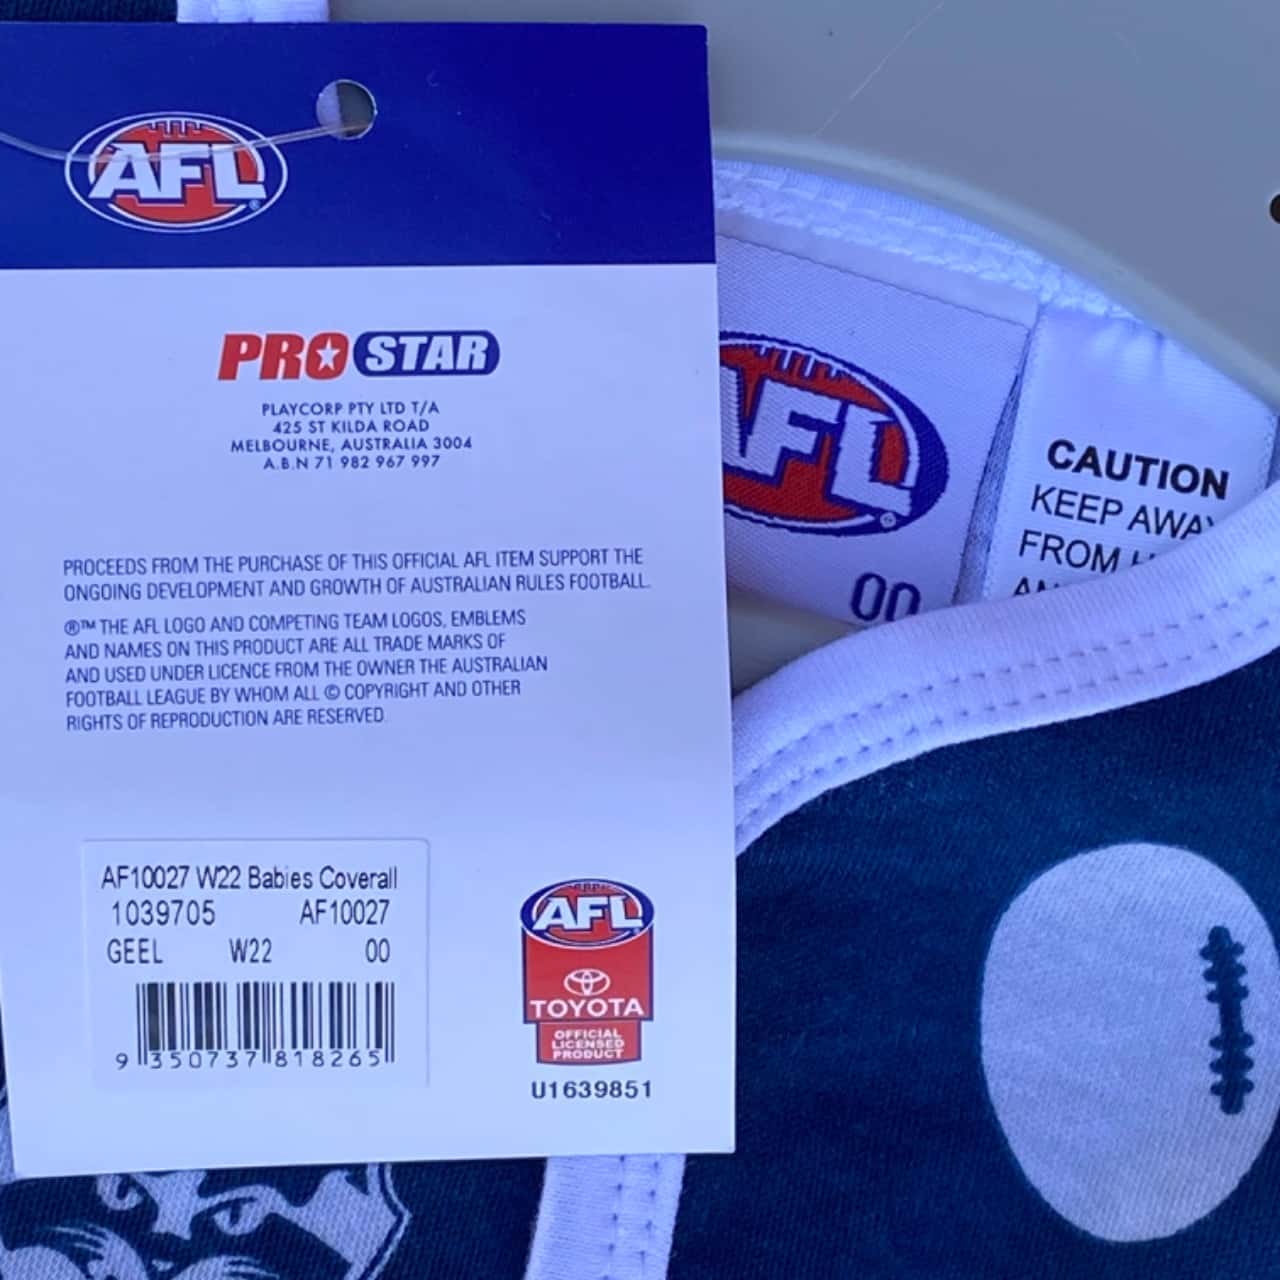 AFL
®
PRO STAR
PLAYCORP PTY LTD T/A
425 ST KILDA ROAD
MELBOURNE, AUSTRALIA 3004
A.B.N 71 982 967 997
PROCEEDS FROM THE PURCHASE OF THIS OFFICIAL AFL ITEM SUPPORT THE
ONGOING DEVELOPMENT AND GROWTH OF AUSTRALIAN RULES FOOTBALL.
®™ THE AFL LOGO AND COMPETING TEAM LOGOS, EMBLEMS
AND NAMES ON THIS PRODUCT ARE ALL TRADE MARKS OF
AND USED UNDER LICENCE FROM THE OWNER THE AUSTRALIAN
FOOTBALL LEAGUE BY WHOM ALL © COPYRIGHT AND OTHER
RIGHTS OF REPRODUCTION ARE RESERVED.
AF10027 W22 Babies Coverall
1039705 AF10027
GEEL W22 00
9 350737 818265
AFL
TOYOTA
OFFICIAL
LICENSED
PRODUCT
U1639851
AFL
®
00
CAUTION
KEEP AWAY
FROM